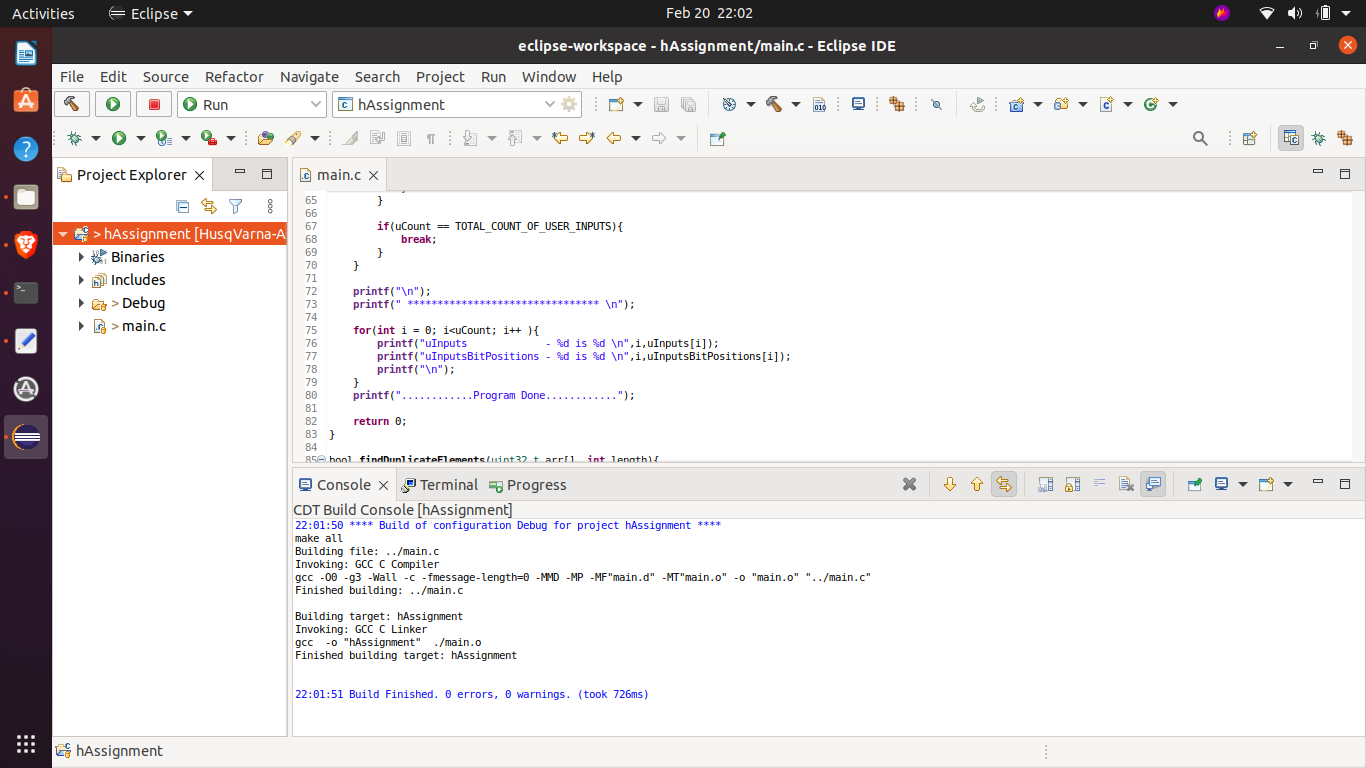 Activities Eclipse Feb 20 22:02
eclipse-workspace - hAssignment/main.c - Eclipse IDE
File Edit Source Refactor Navigate Search Project Run Window Help
Run hAssignment
Project Explorer
> hAssignment [HusqVarna-A
Binaries
Includes
> Debug
> main.c
main.c
65 }
66
67 if(uCount == TOTAL_COUNT_OF_USER_INPUTS){
68 break;
69 }
70 }
71
72 printf("\n");
73 printf(" ******************************** \n");
74
75 for(int i = 0; i<uCount; i++ ){
76 printf("uInputs             - %d is %d \n",i,uInputs[i]);
77 printf("uInputsBitPositions - %d is %d \n",i,uInputsBitPositions[i]);
78 printf("\n");
79 }
80 printf("............Program Done............");
81
82 return 0;
83 }
84
85 bool findDuplicateElements(uint32_t arr[], int length){
Console Terminal Progress
CDT Build Console [hAssignment]
22:01:50 **** Build of configuration Debug for project hAssignment ****
make all
Building file: ../main.c
Invoking: GCC C Compiler
gcc -O0 -g3 -Wall -c -fmessage-length=0 -MMD -MP -MF"main.d" -MT"main.o" -o "main.o" "../main.c"
Finished building: ../main.c
Building target: hAssignment
Invoking: GCC C Linker
gcc  -o "hAssignment"  ./main.o
Finished building target: hAssignment
22:01:51 Build Finished. 0 errors, 0 warnings. (took 726ms)
hAssignment